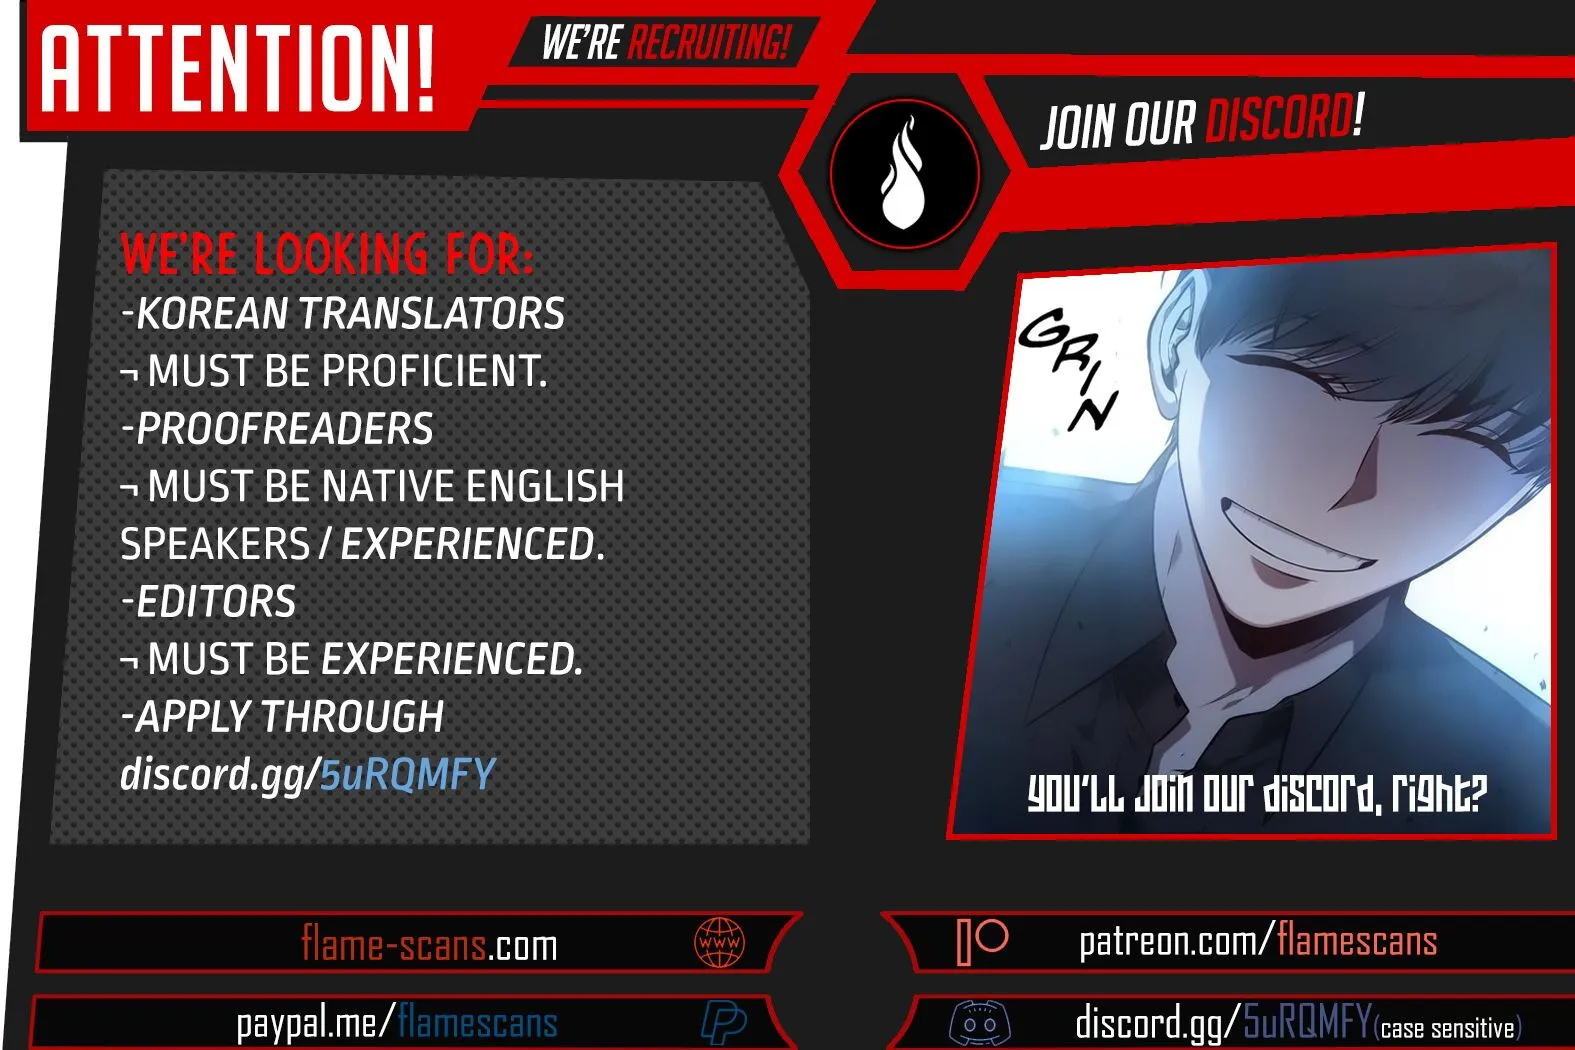 ATTENTION!
WE'RE RECRUITING!
JOIN OUR DISCORD!
WE'RE LOOKING FOR:
-KOREAN TRANSLATORS
¬ MUST BE PROFICIENT.
-PROOFREADERS
¬ MUST BE NATIVE ENGLISH
SPEAKERS / EXPERIENCED.
-EDITORS
¬ MUST BE EXPERIENCED.
-APPLY THROUGH
discord.gg/5uRQMFY
GRIN
YOU'LL JOIN OUR DISCORD, RIGHT?
flame-scans.com
WWW
patreon.com/flamescans
paypal.me/flamescans
discord.gg/5uRQMFY(case sensitive)